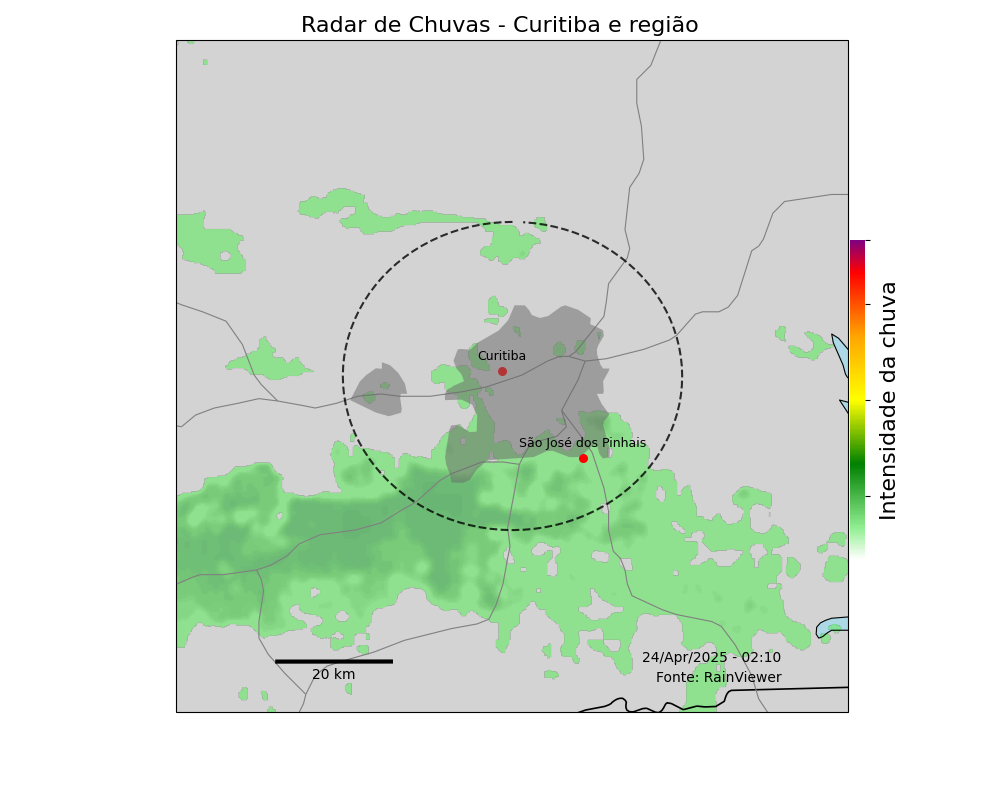 Radar de Chuvas - Curitiba e região
Curitiba
São José dos Pinhais
Intensidade da chuva
24/Apr/2025 - 02:10
Fonte: RainViewer
20 km